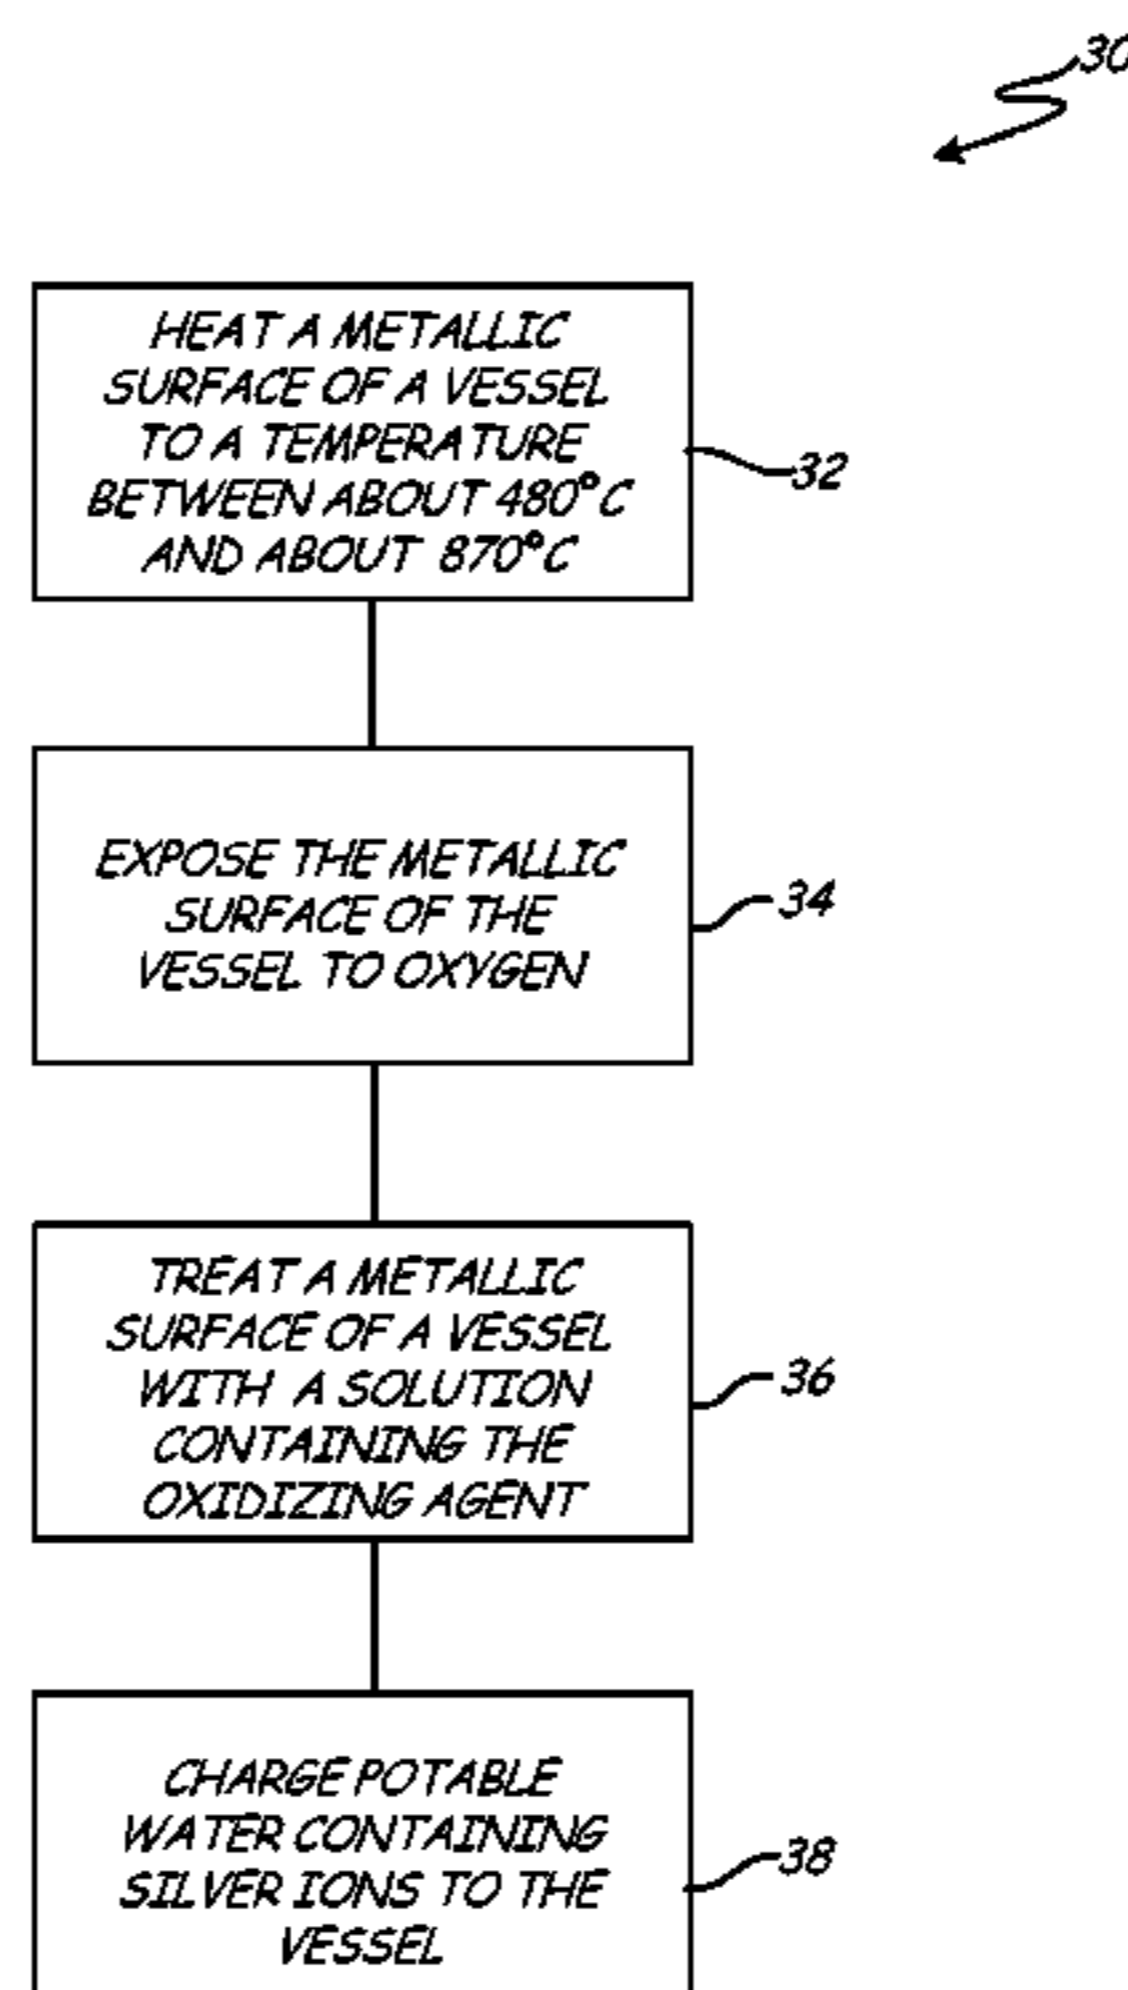 30
HEAT A METALLIC
SURFACE OF A VESSEL
TO A TEMPERATURE
BETWEEN ABOUT 480°C
AND ABOUT 870°C
32
EXPOSE THE METALLIC
SURFACE OF THE
VESSEL TO OXYGEN
34
TREAT A METALLIC
SURFACE OF A VESSEL
WITH A SOLUTION
CONTAINING THE
OXIDIZING AGENT
36
CHARGE POTABLE
WATER CONTAINING
SILVER IONS TO THE
VESSEL
38